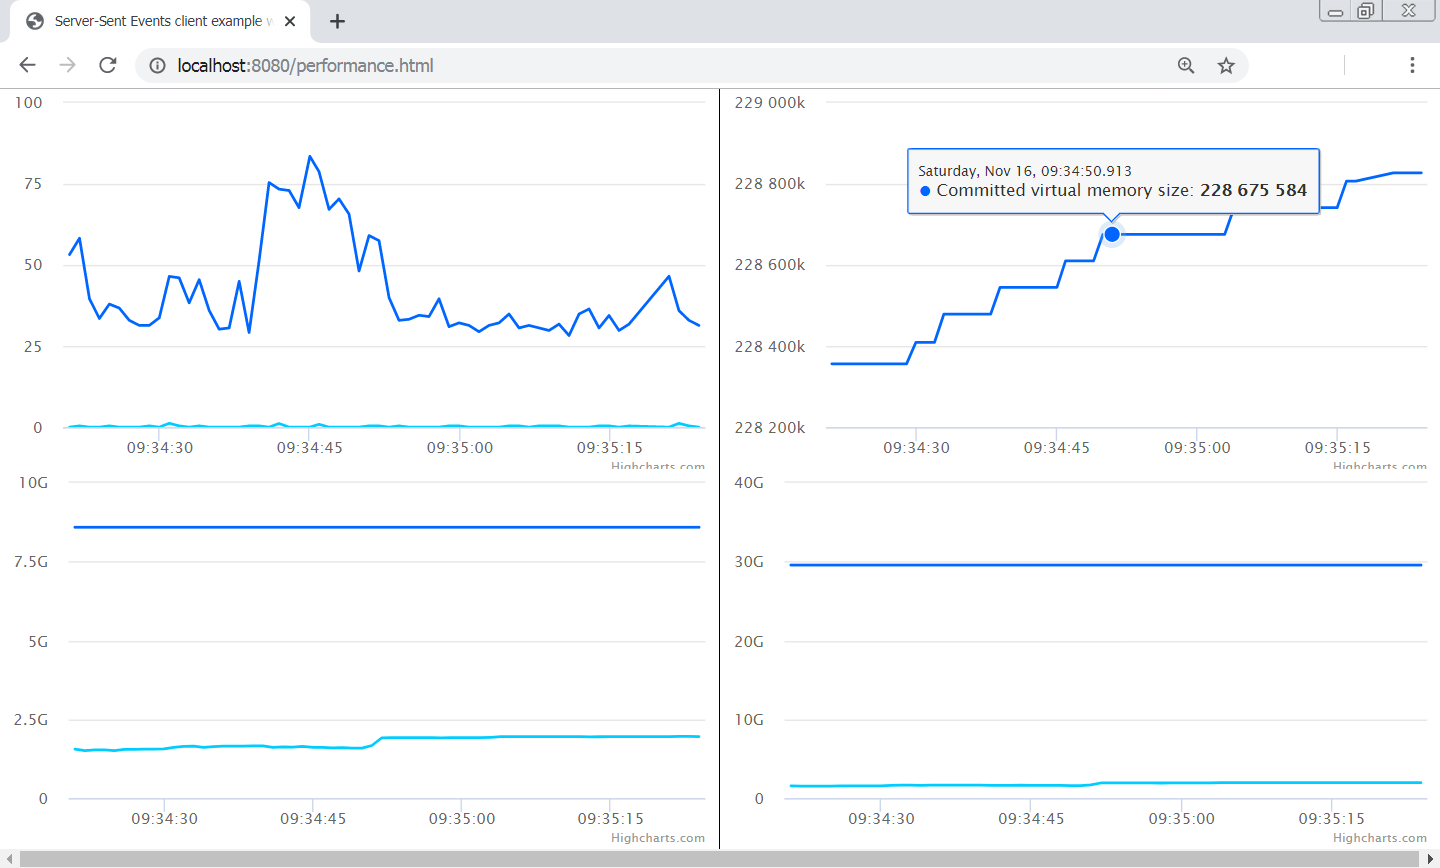 Server-Sent Events client example w
localhost:8080/performance.html
100
75
50
25
0
09:34:30 09:34:45 09:35:00 09:35:15
Highcharts.com
229 000k
228 800k
228 600k
228 400k
228 200k
Saturday, Nov 16, 09:34:50.913
Committed virtual memory size: 228 675 584
09:34:30 09:34:45 09:35:00 09:35:15
Highcharts.com
10G
7.5G
5G
2.5G
0
09:34:30 09:34:45 09:35:00 09:35:15
Highcharts.com
40G
30G
20G
10G
0
09:34:30 09:34:45 09:35:00 09:35:15
Highcharts.com